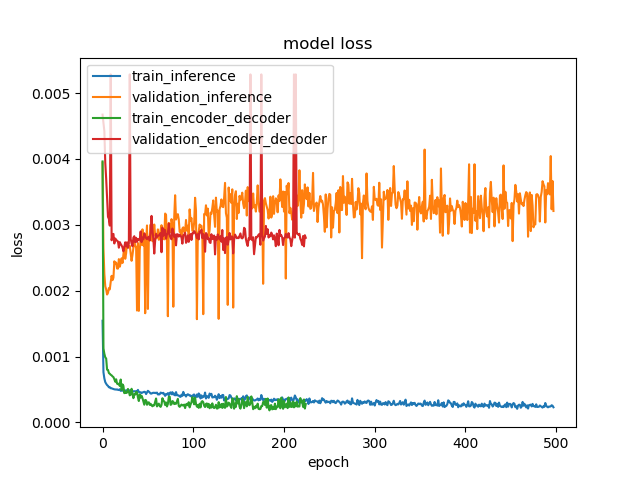 model loss
train_inference
validation_inference
train_encoder_decoder
validation_encoder_decoder
loss
0.005
0.004
0.003
0.002
0.001
0.000
0 100 200 300 400 500
epoch